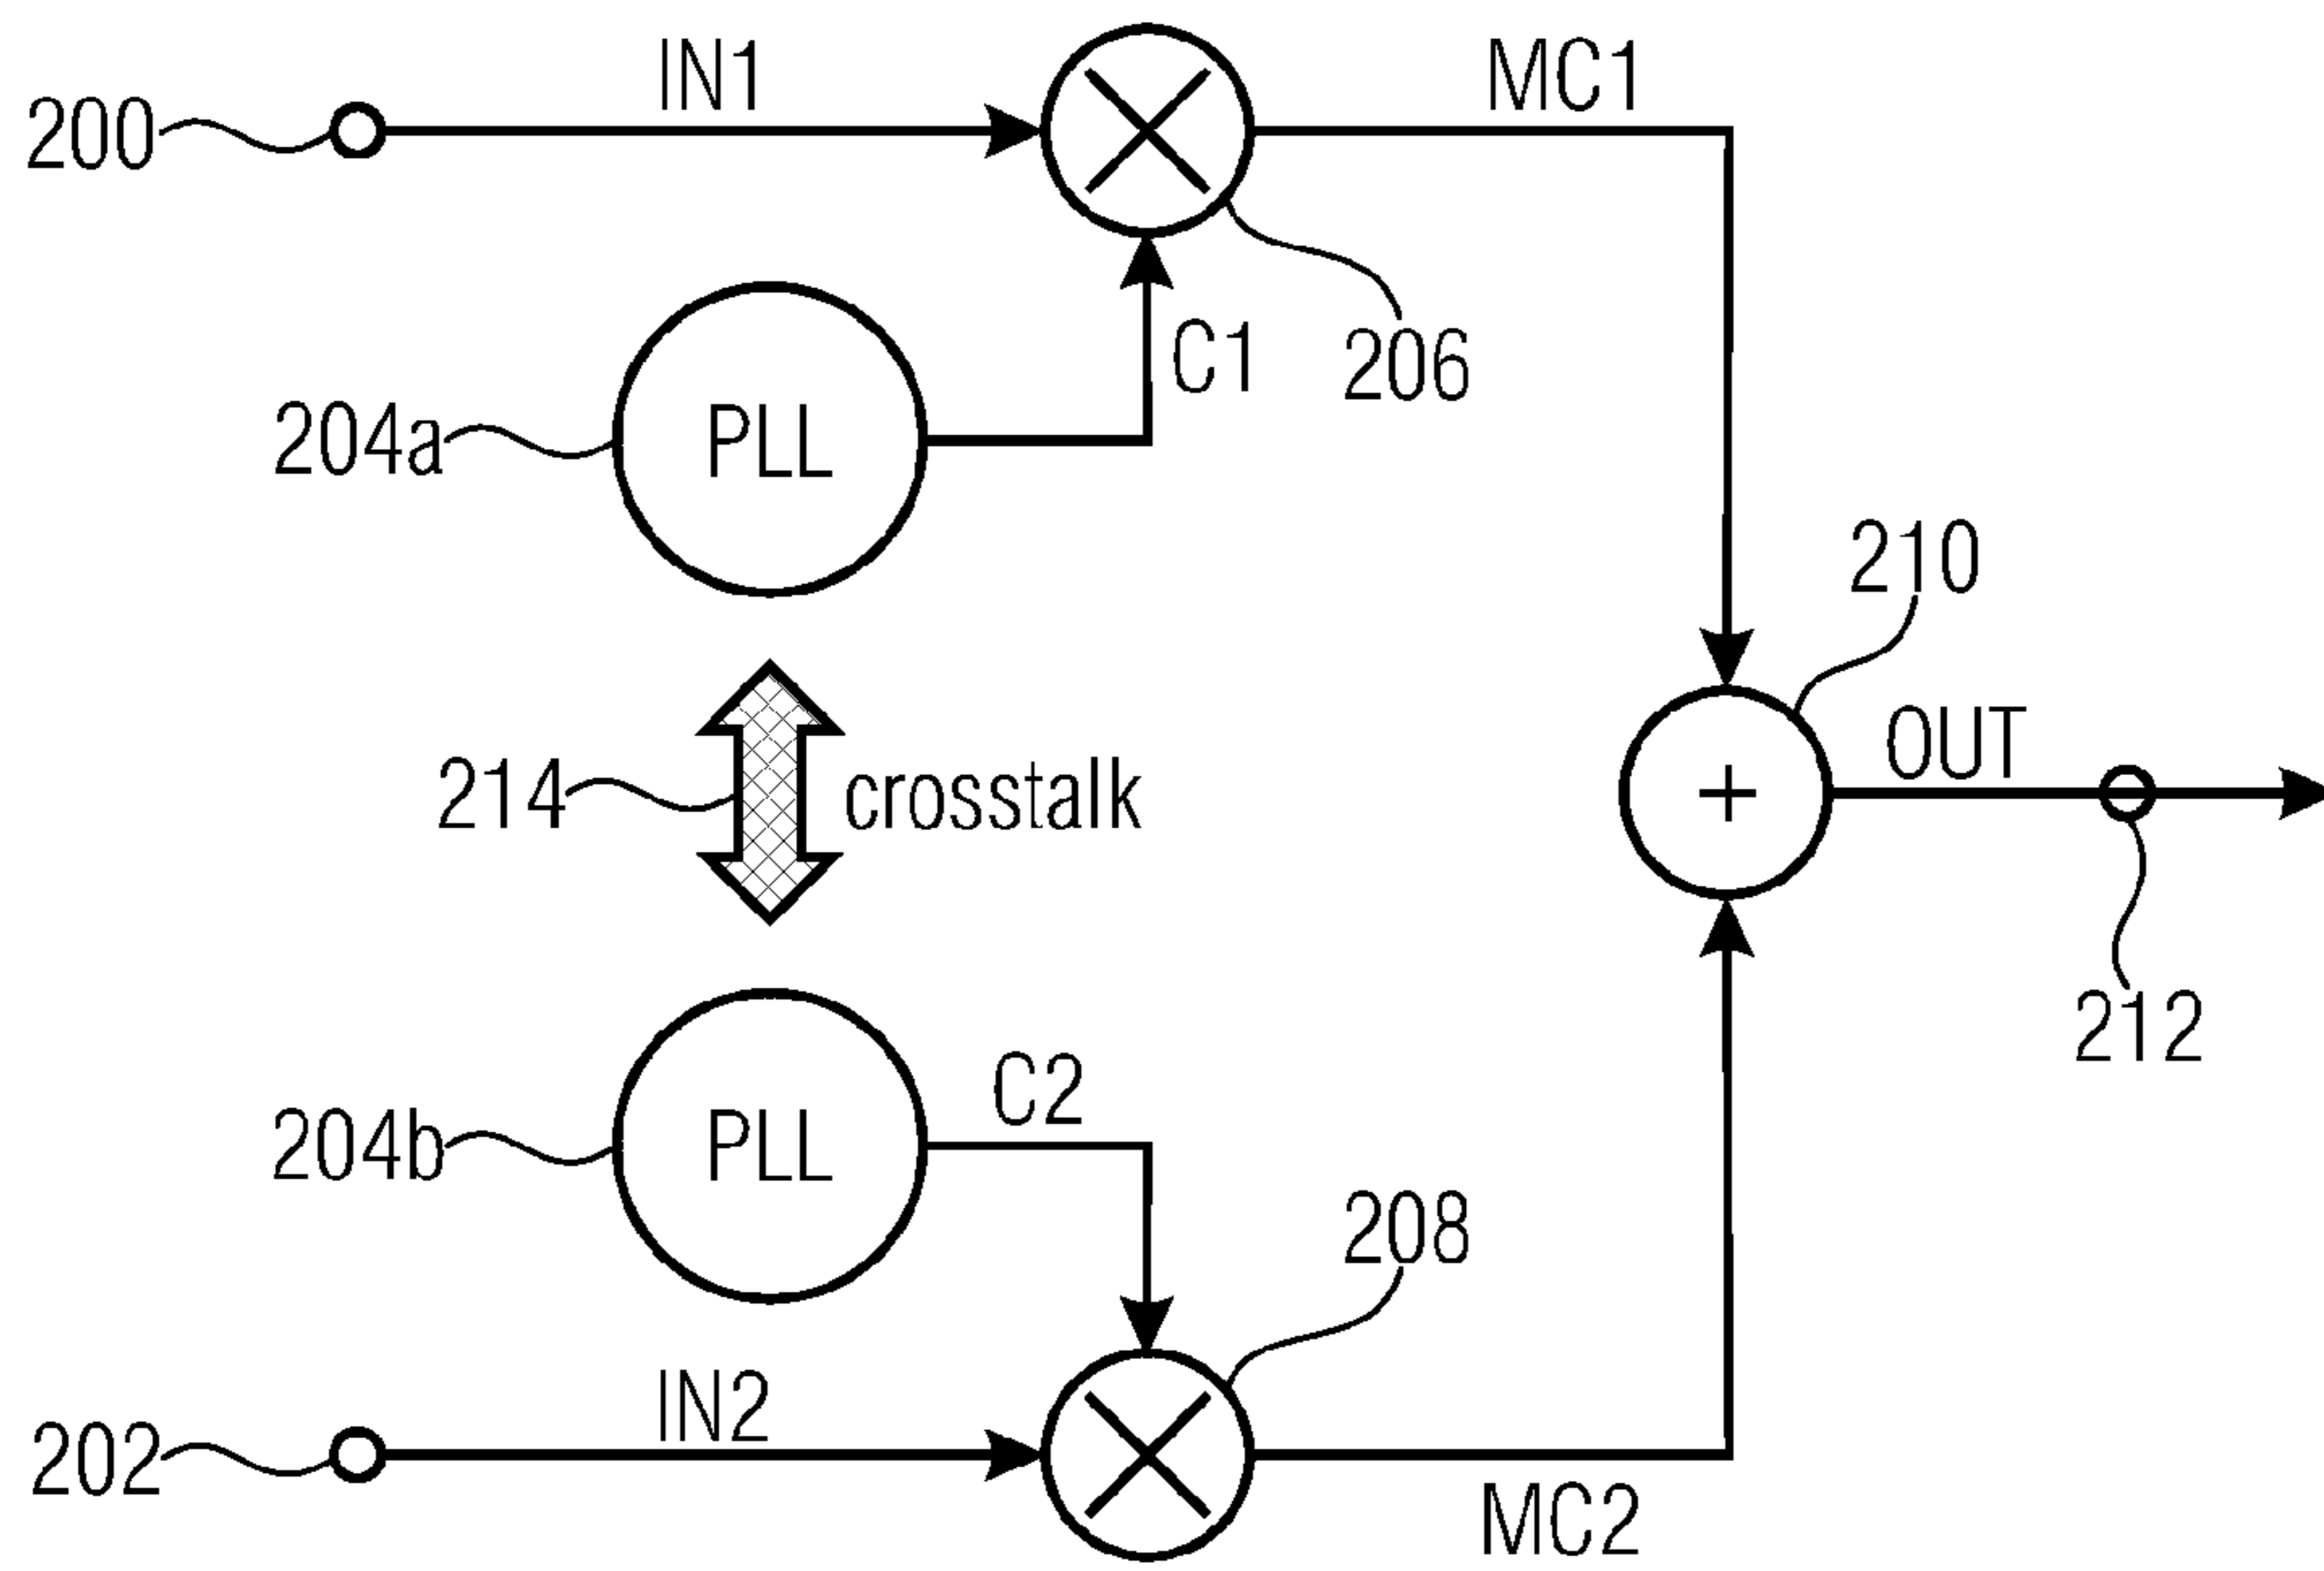 IN1
MC1
200
C1
206
204a
PLL
210
OUT
214
crosstalk
212
C2
204b
PLL
208
IN2
202
MC2